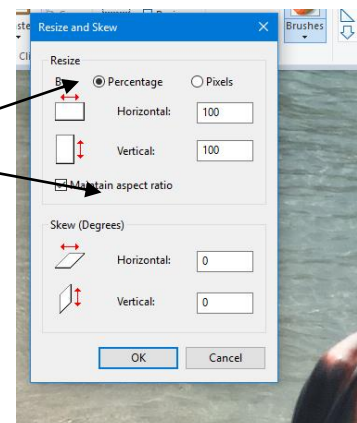 Resize and Skew
Brushes
Resize
Percentage
Pixels
Horizontal: 100
Vertical: 100
Maintain aspect ratio
Skew (Degrees)
Horizontal: 0
Vertical: 0
OK Cancel